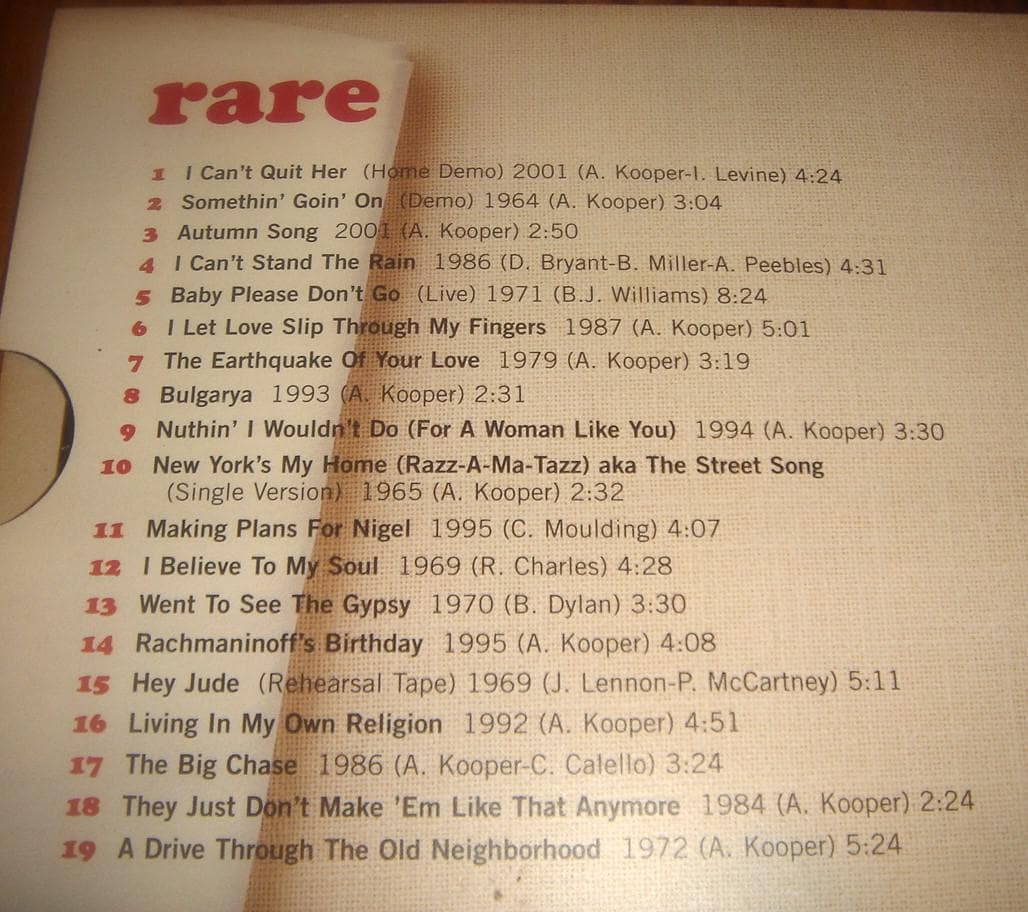 rare
1 I Can't Quit Her (Home Demo) 2001 (A. Kooper-I. Levine) 4:24
2 Somethin' Goin' On (Demo) 1964 (A. Kooper) 3:04
3 Autumn Song 2001 (A. Kooper) 2:50
4 I Can't Stand The Rain 1986 (D. Bryant-B. Miller-A. Peebles) 4:31
5 Baby Please Don't Go (Live) 1971 (B.J. Williams) 8:24
6 I Let Love Slip Through My Fingers 1987 (A. Kooper) 5:01
7 The Earthquake Of Your Love 1979 (A. Kooper) 3:19
8 Bulgarya 1993 (A. Kooper) 2:31
9 Nuthin' I Wouldn't Do (For A Woman Like You) 1994 (A. Kooper) 3:30
10 New York's My Home (Razz-A-Ma-Tazz) aka The Street Song
(Single Version) 1965 (A. Kooper) 2:32
11 Making Plans For Nigel 1995 (C. Moulding) 4:07
12 I Believe To My Soul 1969 (R. Charles) 4:28
13 Went To See The Gypsy 1970 (B. Dylan) 3:30
14 Rachmaninoff's Birthday 1995 (A. Kooper) 4:08
15 Hey Jude (Rehearsal Tape) 1969 (J. Lennon-P. McCartney) 5:11
16 Living In My Own Religion 1992 (A. Kooper) 4:51
17 The Big Chase 1986 (A. Kooper-C. Calello) 3:24
18 They Just Don't Make 'Em Like That Anymore 1984 (A. Kooper) 2:24
19 A Drive Through The Old Neighborhood 1972 (A. Kooper) 5:24